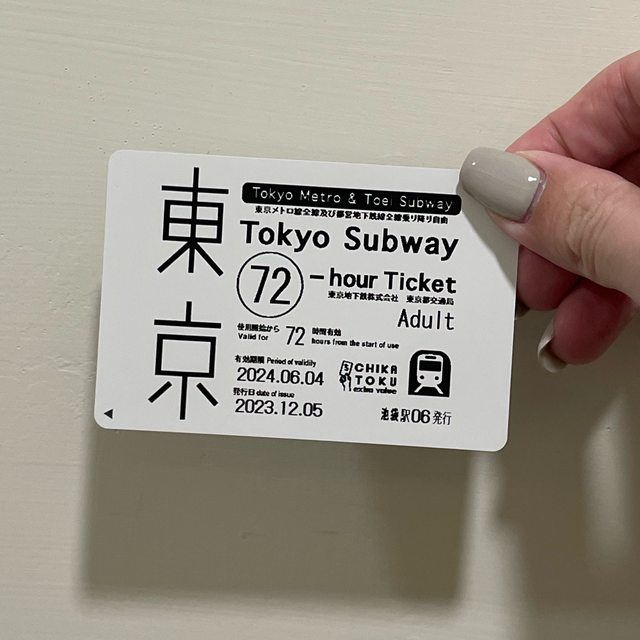 東京
Tokyo Metro & Toei Subway
東京メトロ線全線及び都営地下鉄線全線乗り降り自由
Tokyo Subway
72-hour Ticket
東京地下鉄株式会社 東京都交通局
Adult
使用開始から 72 時間有効
Valid for hours from the start of use
有効期限 Period of validity
2024.06.04
発行日 date of issue
2023.12.05
CHIKA
TOKU
extra value
池袋駅06発行